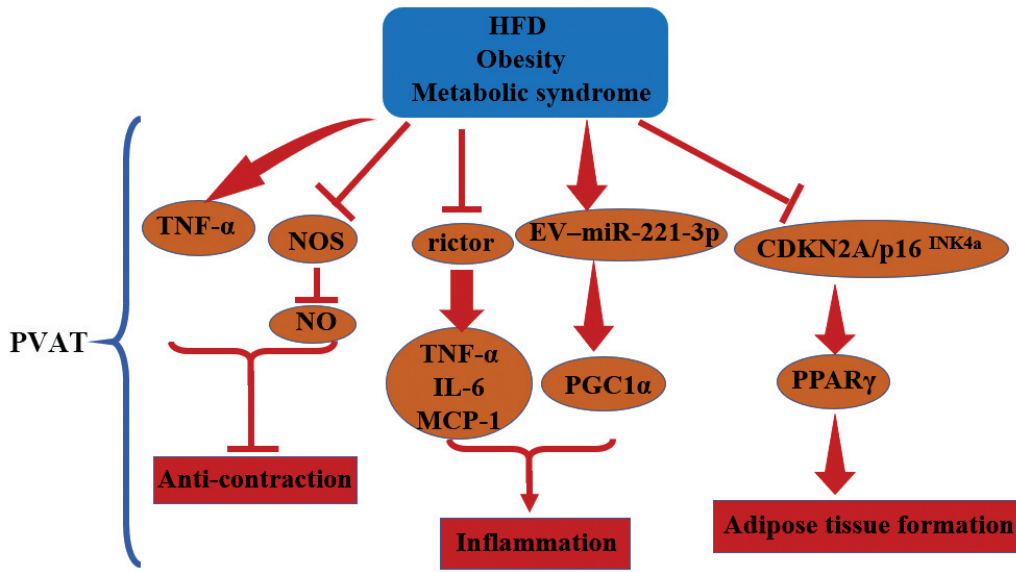 HFD
Obesity
Metabolic syndrome
TNF-α
NOS
rictor
EV–miR-221-3p
CDKN2A/p16 INK4a
NO
PVAT
TNF-α
IL-6
MCP-1
PGC1α
PPARγ
Anti-contraction
Inflammation
Adipose tissue formation